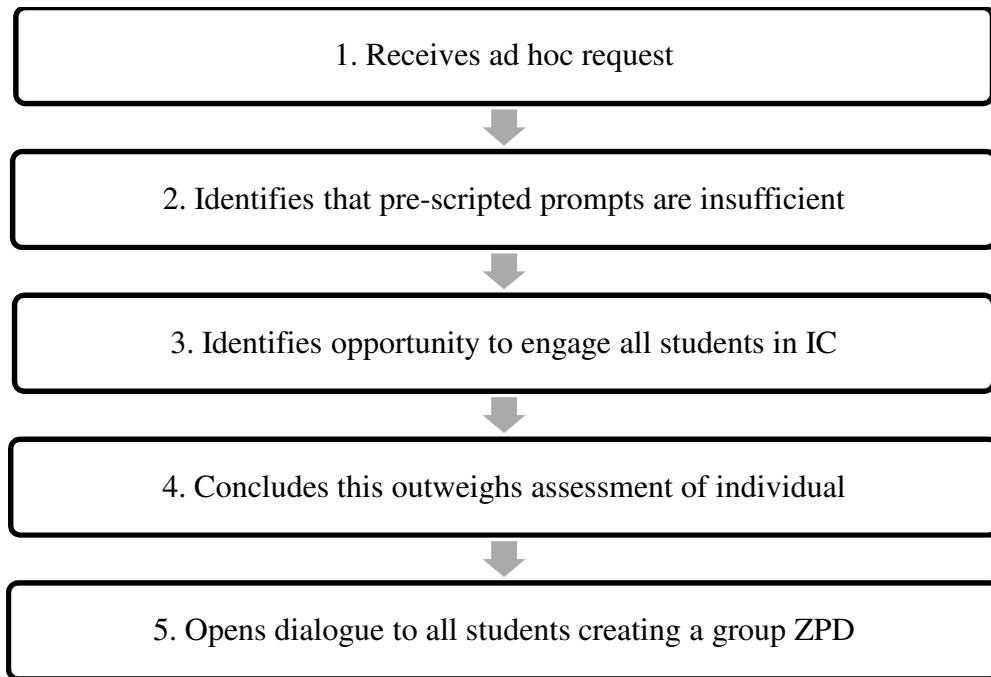 1. Receives ad hoc request
2. Identifies that pre-scripted prompts are insufficient
3. Identifies opportunity to engage all students in IC
4. Concludes this outweighs assessment of individual
5. Opens dialogue to all students creating a group ZPD